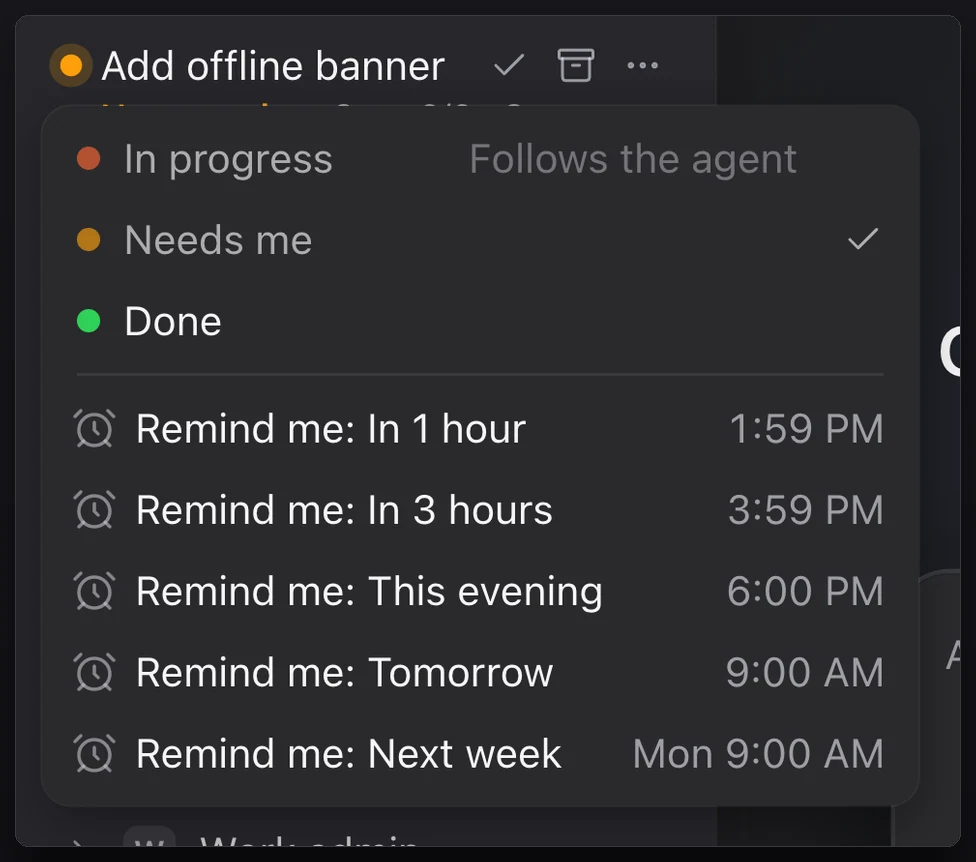 Add offline banner
In progress Follows the agent
Needs me
Done
Remind me: In 1 hour 1:59 PM
Remind me: In 3 hours 3:59 PM
Remind me: This evening 6:00 PM
Remind me: Tomorrow 9:00 AM
Remind me: Next week Mon 9:00 AM
W Work admin